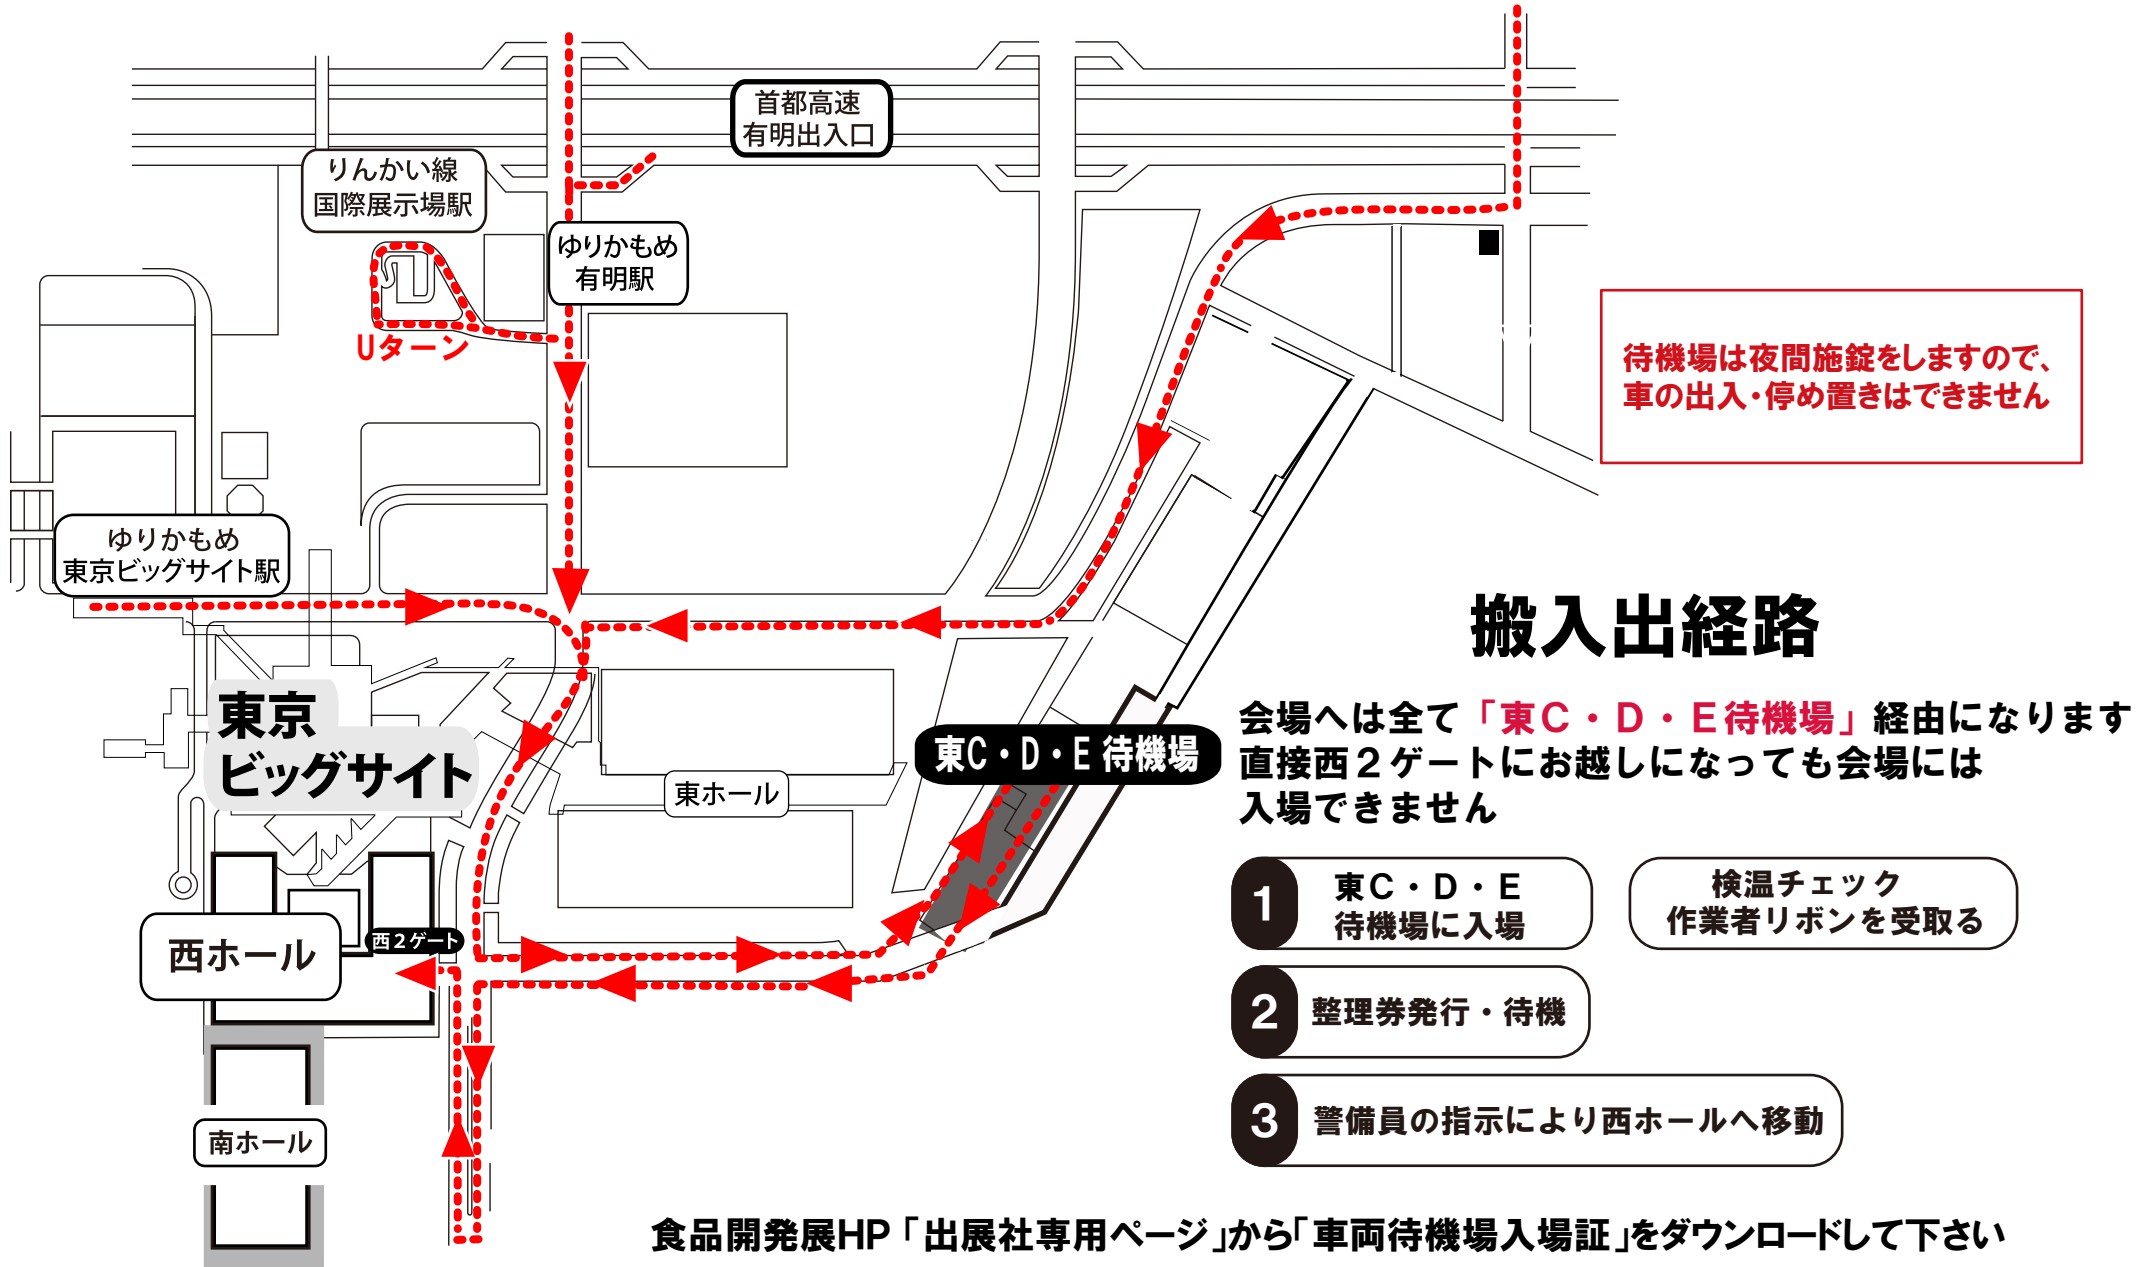 首都高速
有明出入口
りんかい線
国際展示場駅
ゆりかもめ
有明駅
Uターン
待機場は夜間施錠をしますので、
車の出入・停め置きはできません
ゆりかもめ
東京ビッグサイト駅
搬入出経路
東京
ビッグサイト
会場へは全て「東C・D・E待機場」経由になります
直接西２ゲートにお越しになっても会場には
入場できません
東C・D・E 待機場
東ホール
1
東C・D・E
待機場に入場
検温チェック
作業者リボンを受取る
西ホール
西２ゲート
2
整理券発行・待機
3
警備員の指示により西ホールへ移動
南ホール
食品開発展HP「出展社専用ページ」から「車両待機場入場証」をダウンロードして下さい